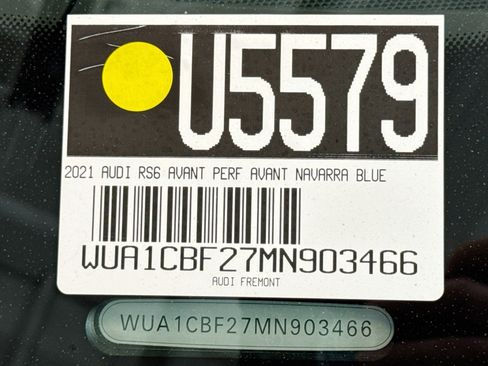 U5579
2021 AUDI RS6 AVANT PERF AVANT NAVARRA BLUE
WUA1CBF27MN903466
AUDI FREMONT
WUA1CBF27MN903466